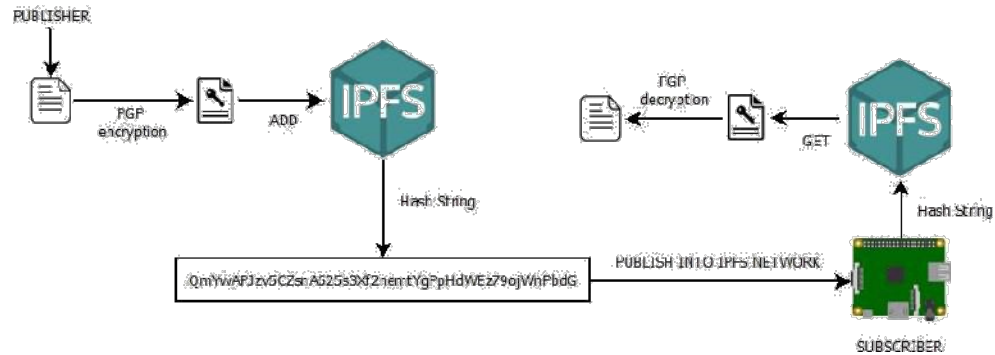 PUBLISHER
PGP
encryption
ADD
IPFS
Hash String
QmYwAPJzv5CZsnA625s3Xf2nemtYgPpHdWEz79ojWnPbdG
PUBLISH INTO IPFS NETWORK
PGP
decryption
GET
IPFS
Hash String
SUBSCRIBER